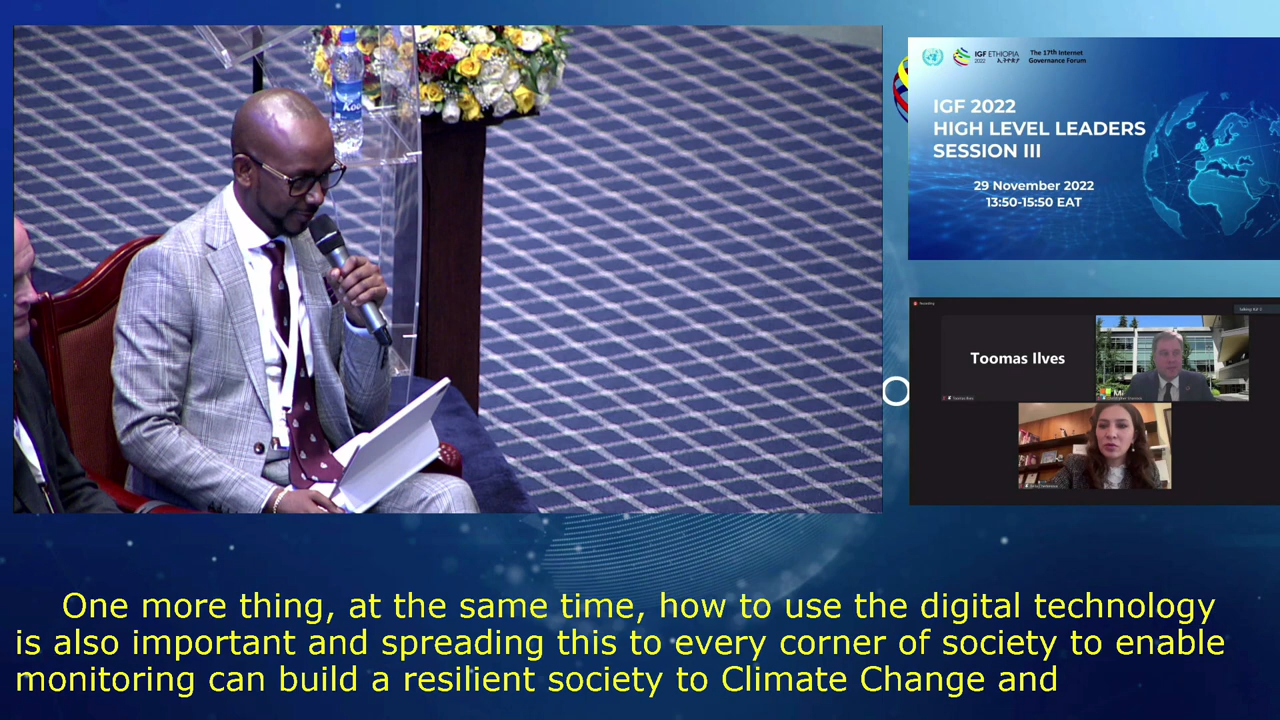 IGF ETHIOPIA
2022 ኢትዮጵያ
The 17th Internet
Governance Forum
IGF 2022
HIGH LEVEL LEADERS
SESSION III
29 November 2022
13:50-15:50 EAT
Toomas Ilves
One more thing, at the same time, how to use the digital technology
is also important and spreading this to every corner of society to enable
monitoring can build a resilient society to Climate Change and